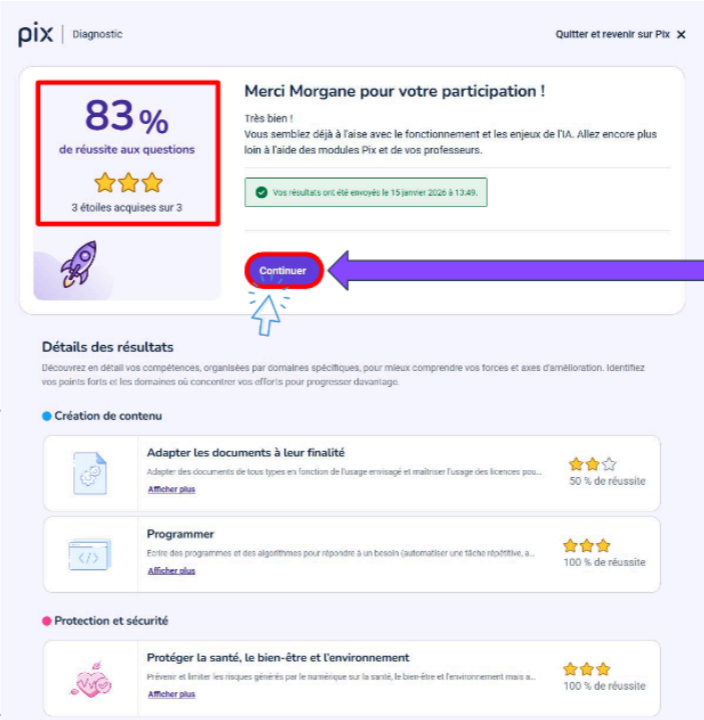 pix | Diagnostic
Quitter et revenir sur Pix ✕
83 %
de réussite aux questions
3 étoiles acquises sur 3
Merci Morgane pour votre participation !
Très bien !
Vous semblez déjà à l'aise avec le fonctionnement et les enjeux de l'IA. Allez encore plus
loin à l'aide des modules Pix et de vos professeurs.
Vos résultats ont été envoyés le 15 janvier 2026 à 13:49.
Continuer
Détails des résultats
Découvrez en détail vos compétences, organisées par domaines spécifiques, pour mieux comprendre vos forces et axes d'amélioration. Identifiez
vos points forts et les domaines où concentrer vos efforts pour progresser davantage.
Création de contenu
Adapter les documents à leur finalité
Adapter des documents de tous types en fonction de l'usage envisagé et maîtriser l'usage des licences pou...
Afficher plus
50 % de réussite
Programmer
Ecrire des programmes et des algorithmes pour répondre à un besoin (automatiser une tâche répétitive, a...
Afficher plus
100 % de réussite
Protection et sécurité
Protéger la santé, le bien-être et l'environnement
Prévenir et limiter les risques générés par le numérique sur la santé, le bien-être et l'environnement mais a...
Afficher plus
100 % de réussite